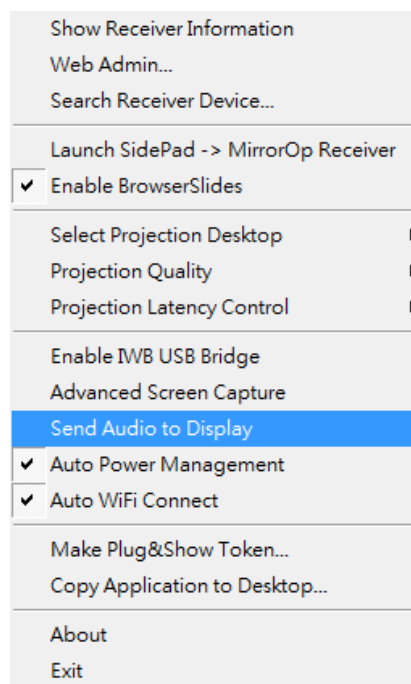 Show Receiver Information
Web Admin...
Search Receiver Device...
Launch SidePad -> MirrorOp Receiver
Enable BrowserSlides
Select Projection Desktop
Projection Quality
Projection Latency Control
Enable IWB USB Bridge
Advanced Screen Capture
Send Audio to Display
Auto Power Management
Auto WiFi Connect
Make Plug&Show Token...
Copy Application to Desktop...
About
Exit